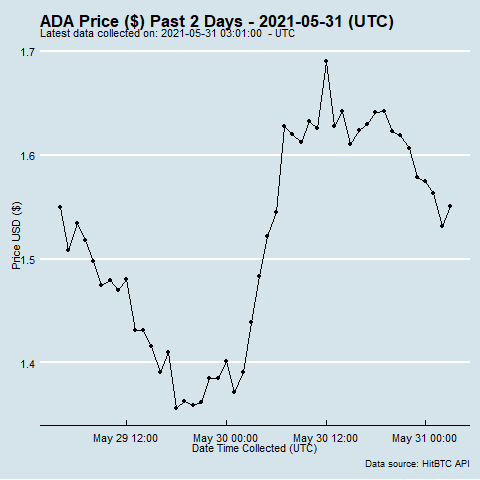 ADA Price ($) Past 2 Days - 2021-05-31 (UTC)
Latest data collected on: 2021-05-31 03:01:00  - UTC
1.7
1.6
1.5
1.4
Price USD ($)
May 29 12:00
May 30 00:00
May 30 12:00
May 31 00:00
Date Time Collected (UTC)
Data source: HitBTC API